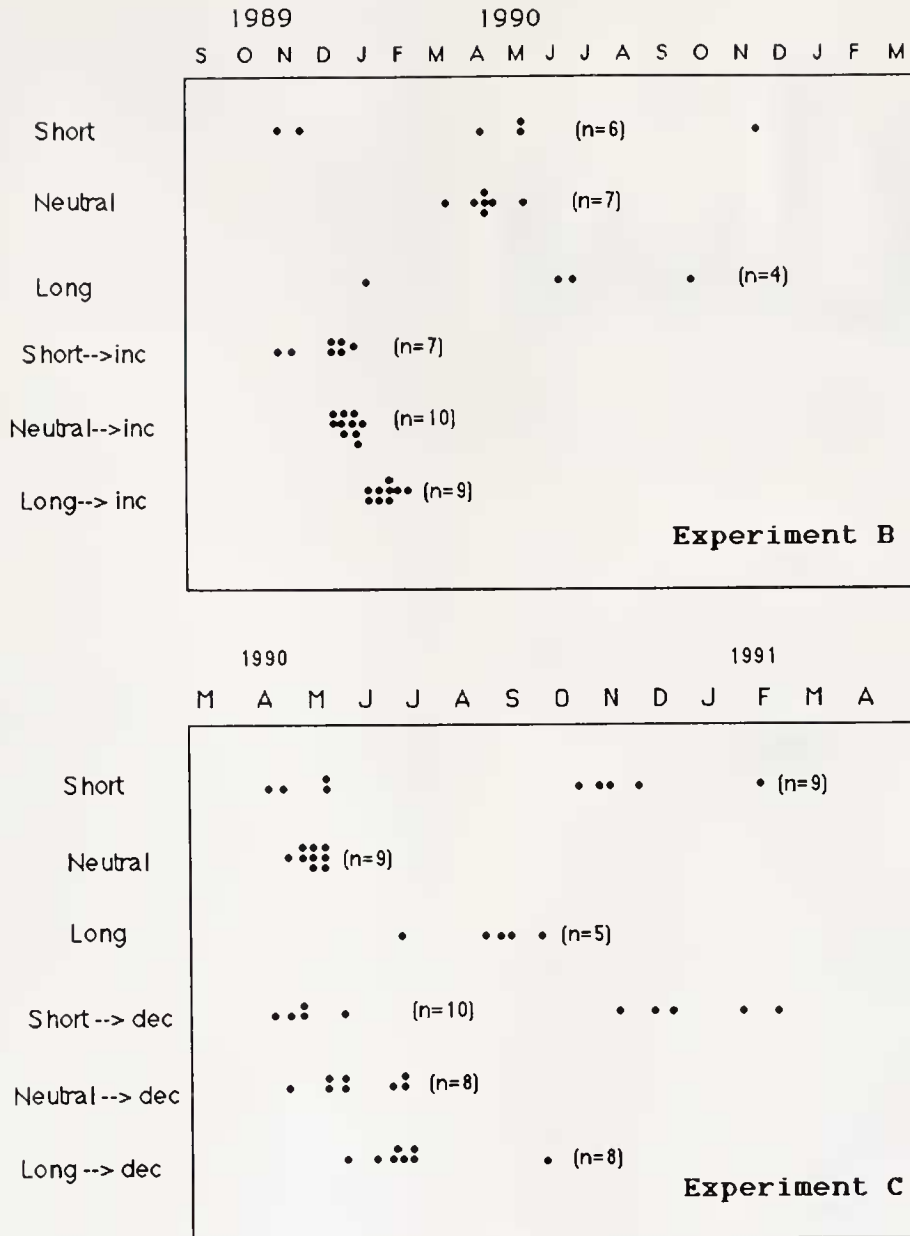 1989 1990
S O N D J F M A M J J A S O N D J F M
Short (n=6)
Neutral (n=7)
Long (n=4)
Short-->inc (n=7)
Neutral-->inc (n=10)
Long--> inc (n=9)
Experiment B
1990 1991
M A M J J A S O N D J F M A
Short (n=9)
Neutral (n=9)
Long (n=5)
Short --> dec (n=10)
Neutral --> dec (n=8)
Long --> dec (n=8)
Experiment C